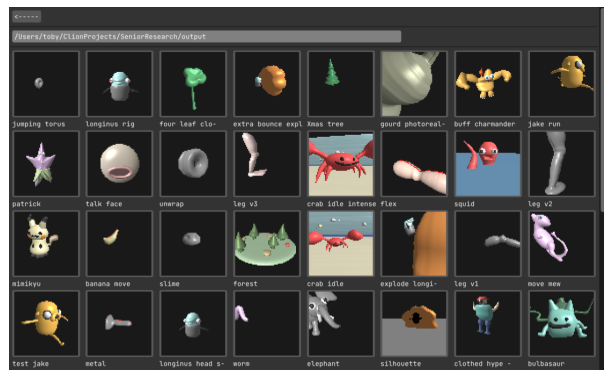 <-----
/Users/toby/ClionProjects/SeniorResearch/output
jumping torus
longinus rig
four leaf clo-
extra bounce expl
Xmas tree
gourd photoreal-
buff charmander
jake run
patrick
talk face
unwrap
leg v3
crab idle intense
flex
squid
leg v2
mimikyu
banana move
slime
forest
crab idle
explode longi-
leg v1
move mew
test jake
metal
longinus head s-
worm
elephant
silhouette
clothed hype -
bulbasaur